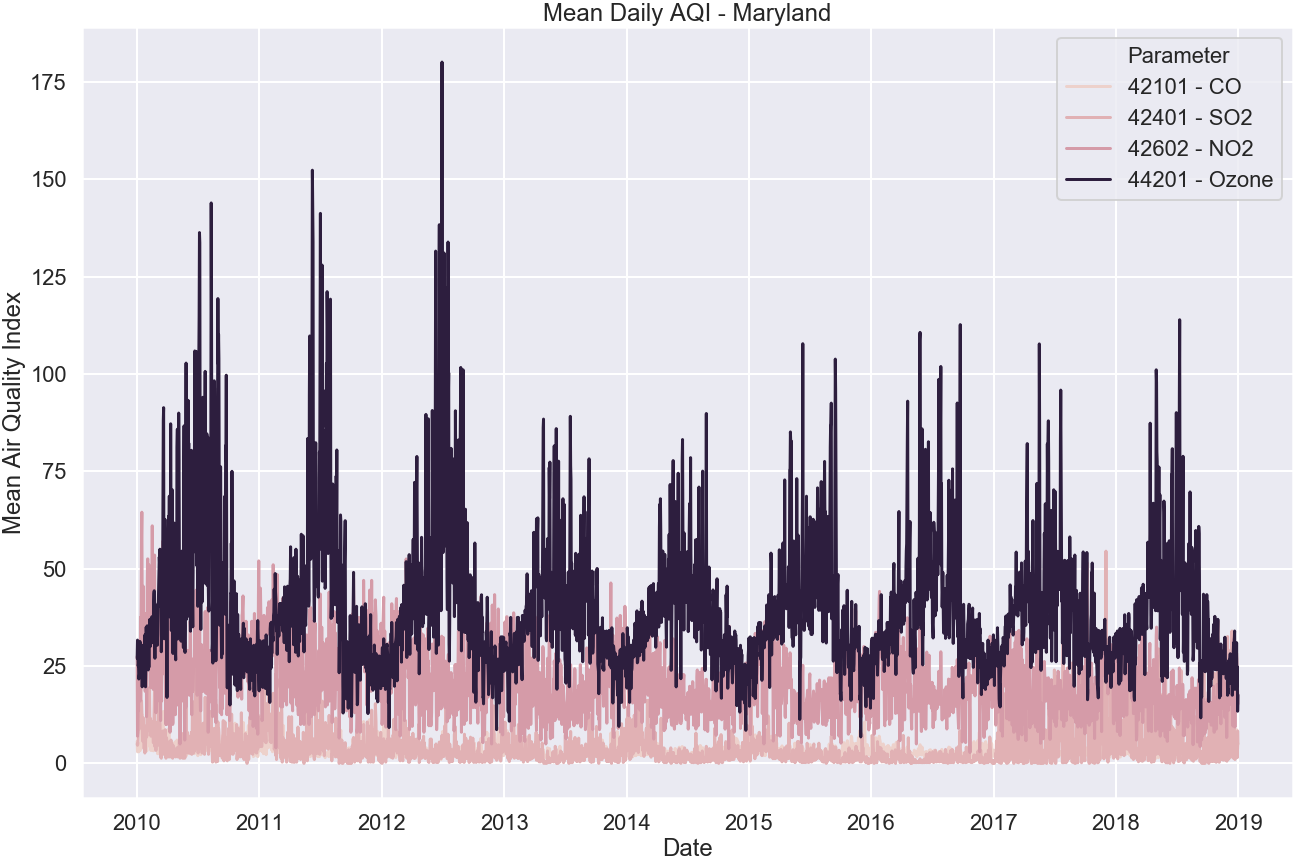 Mean Daily AQI - Maryland
Parameter
42101 - CO
42401 - SO2
42602 - NO2
44201 - Ozone
175
150
125
100
75
50
25
0
Mean Air Quality Index
2010 2011 2012 2013 2014 2015 2016 2017 2018 2019
Date